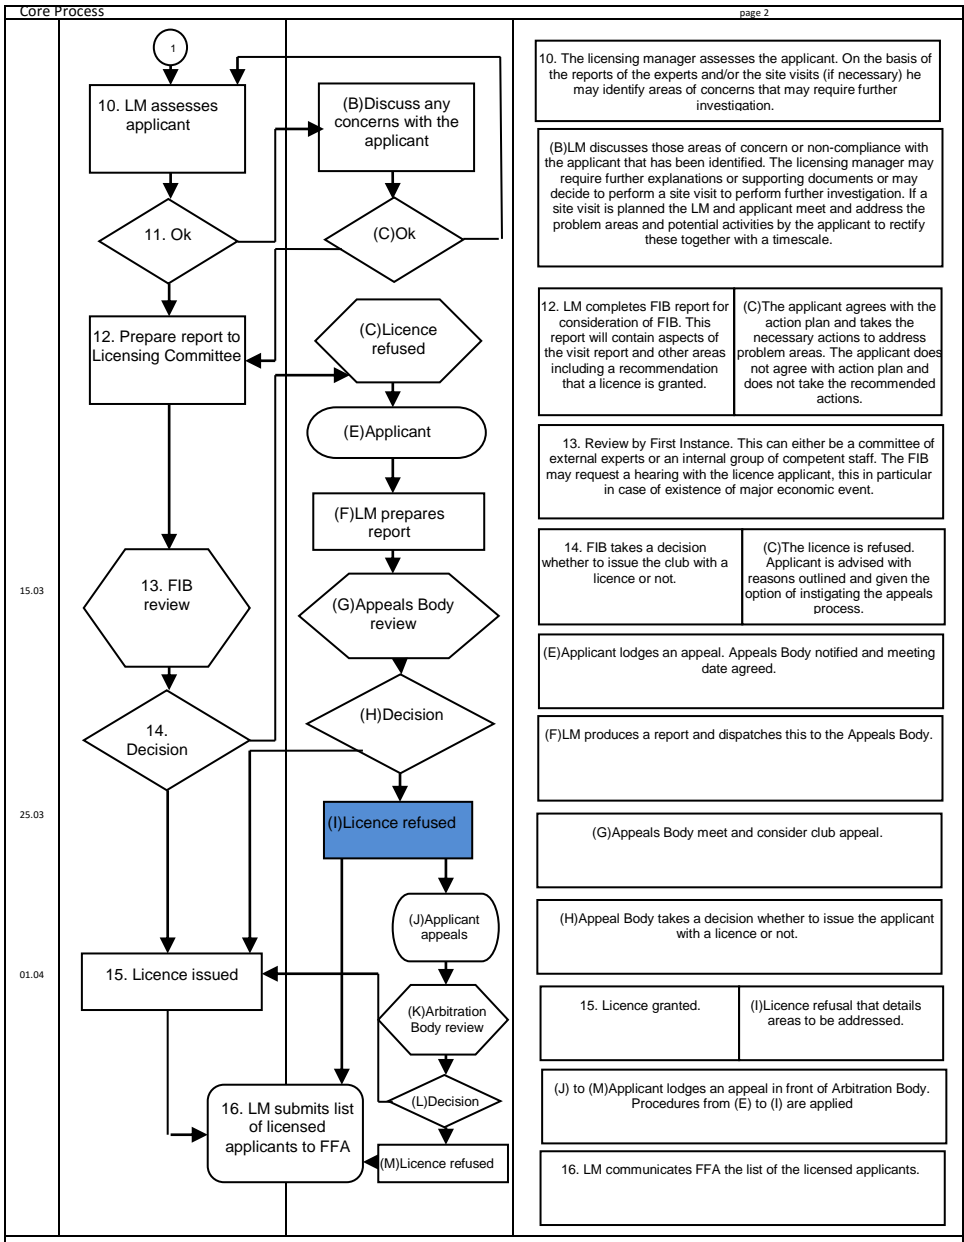 Core Process
page 2
1
10. LM assesses
applicant
(B)Discuss any
concerns with the
applicant
11. Ok
(C)Ok
12. Prepare report to
Licensing Committee
(C)Licence
refused
(E)Applicant
(F)LM prepares
report
15.03
13. FIB
review
(G)Appeals Body
review
14.
Decision
(H)Decision
25.03
(I)Licence refused
(J)Applicant
appeals
01.04
15. Licence issued
(K)Arbitration
Body review
(L)Decision
16. LM submits list
of licensed
applicants to FFA
(M)Licence refused
10. The licensing manager assesses the applicant. On the basis of
the reports of the experts and/or the site visits (if necessary) he
may identify areas of concerns that may require further
investigation.
(B)LM discusses those areas of concern or non-compliance with
the applicant that has been identified. The licensing manager may
require further explanations or supporting documents or may
decide to perform a site visit to perform further investigation. If a
site visit is planned the LM and applicant meet and address the
problem areas and potential activities by the applicant to rectify
these together with a timescale.
12. LM completes FIB report for
consideration of FIB. This
report will contain aspects of
the visit report and other areas
including a recommendation
that a licence is granted.
(C)The applicant agrees with the
action plan and takes the
necessary actions to address
problem areas. The applicant does
not agree with action plan and
does not take the recommended
actions.
13. Review by First Instance. This can either be a committee of
external experts or an internal group of competent staff. The FIB
may request a hearing with the licence applicant, this in particular
in case of existence of major economic event.
14. FIB takes a decision
whether to issue the club with a
licence or not.
(C)The licence is refused.
Applicant is advised with
reasons outlined and given the
option of instigating the appeals
process.
(E)Applicant lodges an appeal. Appeals Body notified and meeting
date agreed.
(F)LM produces a report and dispatches this to the Appeals Body.
(G)Appeals Body meet and consider club appeal.
(H)Appeal Body takes a decision whether to issue the applicant
with a licence or not.
15. Licence granted.
(I)Licence refusal that details
areas to be addressed.
(J) to (M)Applicant lodges an appeal in front of Arbitration Body.
Procedures from (E) to (I) are applied
16. LM communicates FFA the list of the licensed applicants.